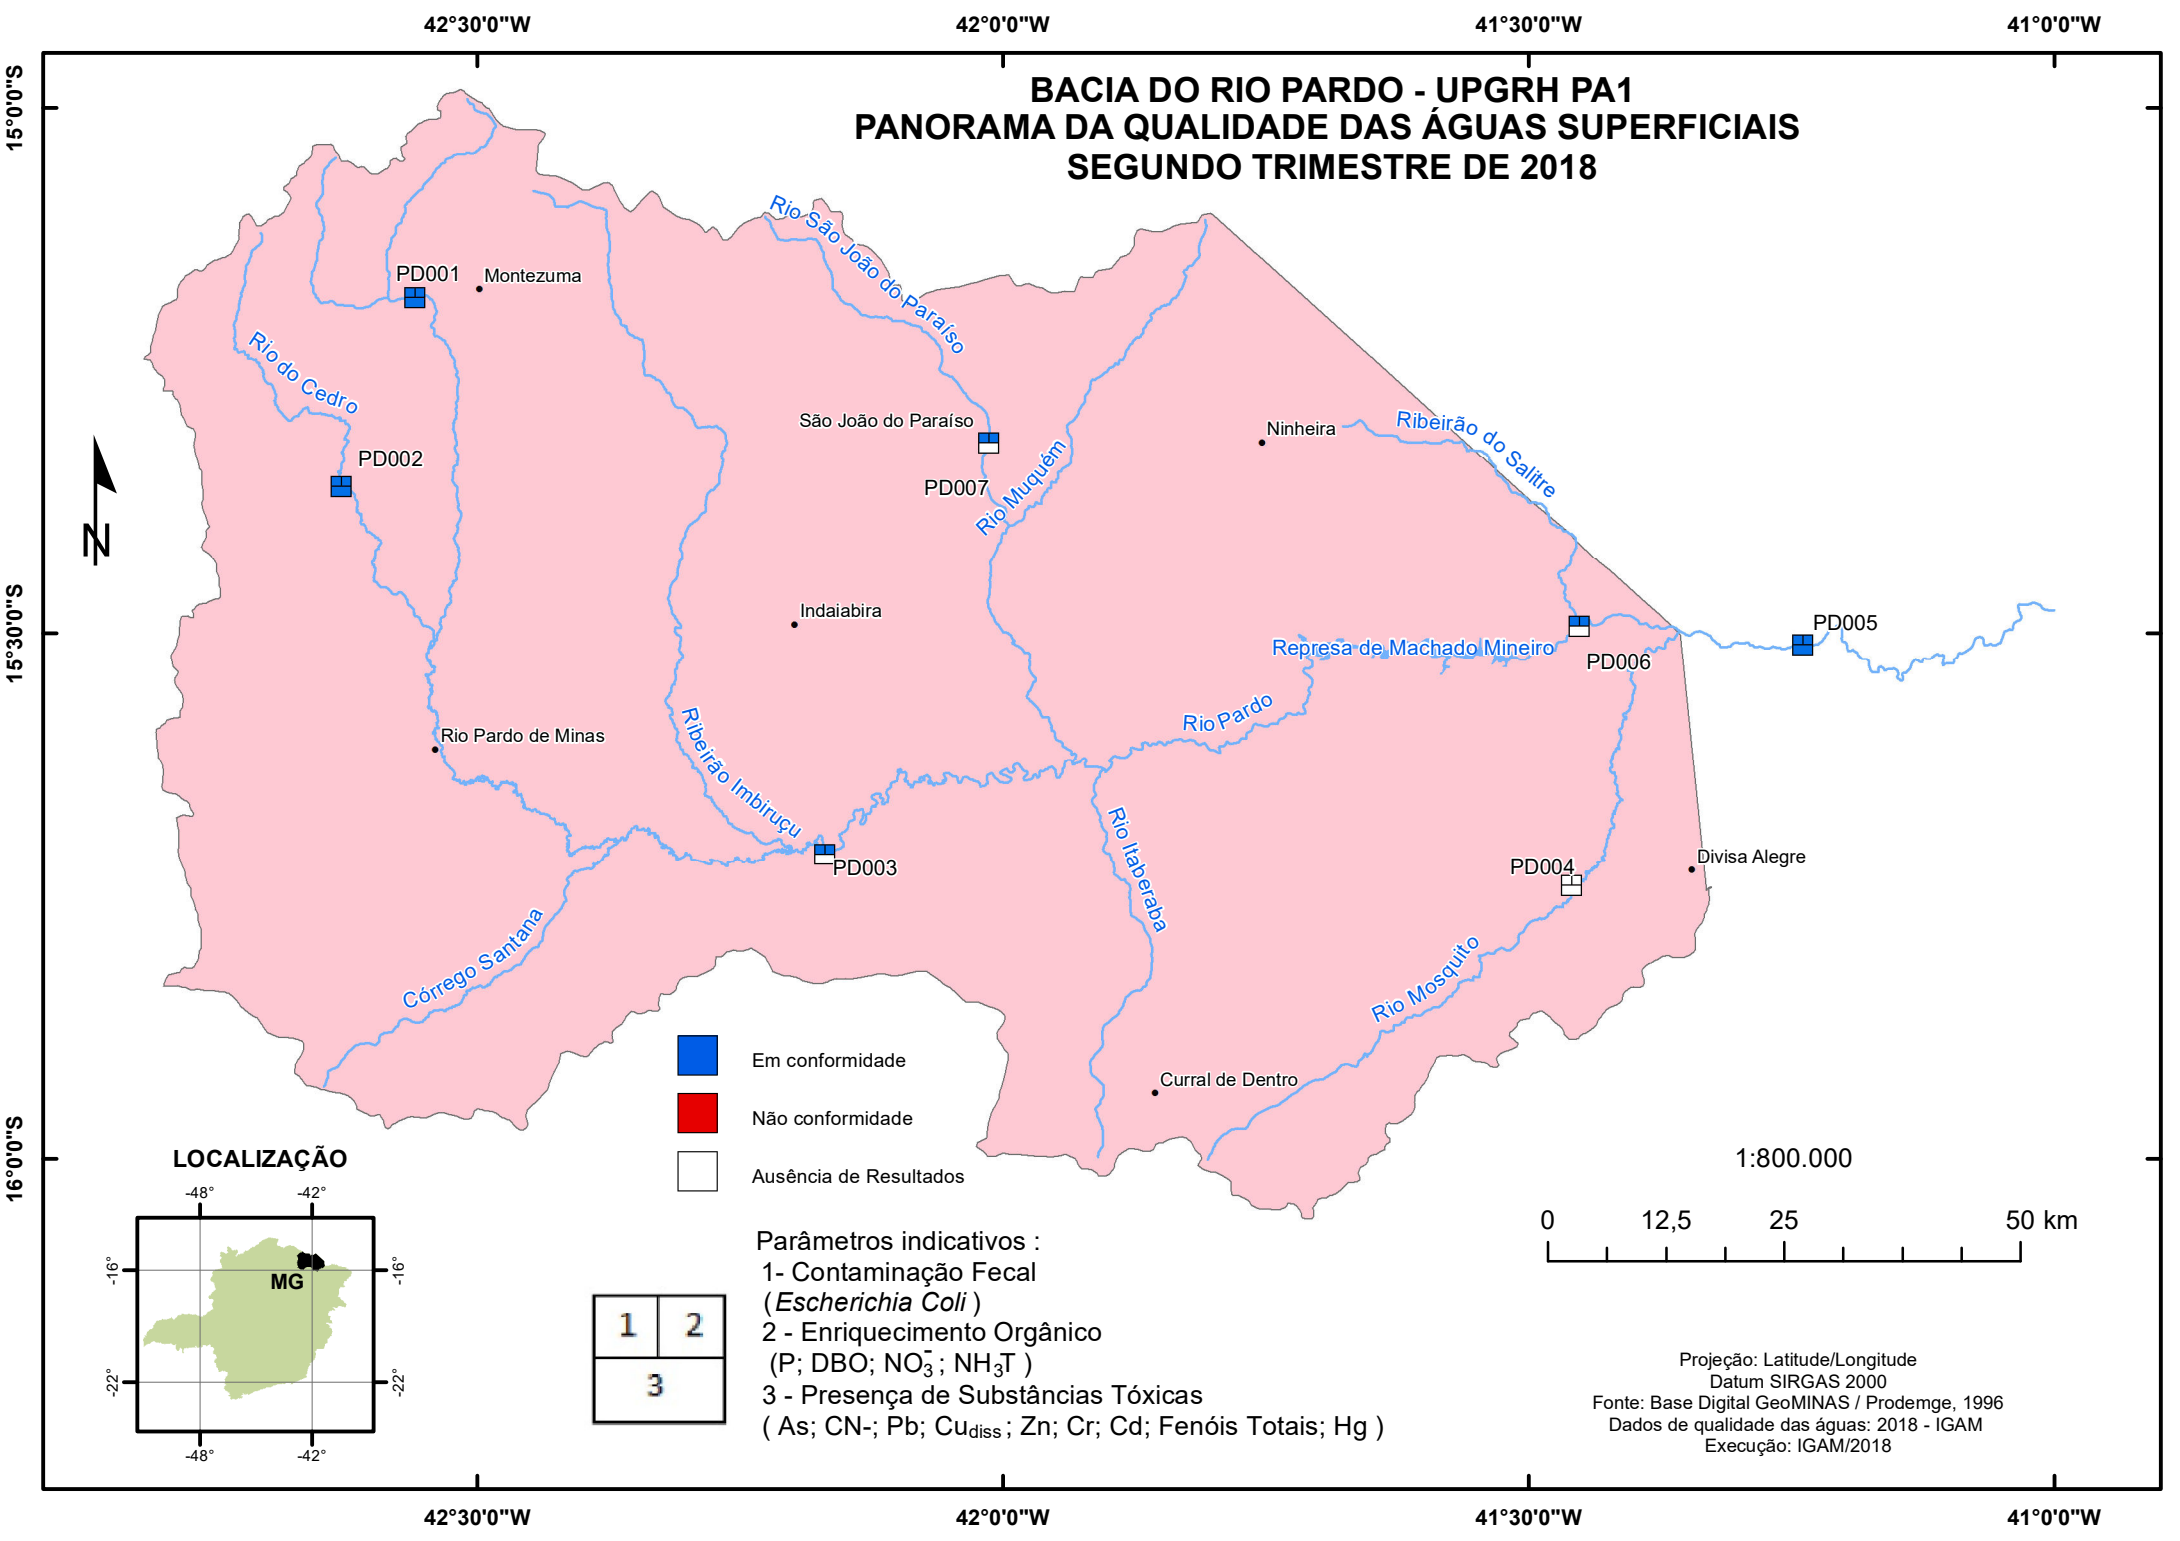 42°30'0"W
42°0'0"W
41°30'0"W
41°0'0"W
BACIA DO RIO PARDO - UPGRH PA1
PANORAMA DA QUALIDADE DAS ÁGUAS SUPERFICIAIS
SEGUNDO TRIMESTRE DE 2018
15°0'0"S
15°0'0"S
Rio São João do Paraíso
PD001
Montezuma
Rio do Cedro
São João do Paraíso
Ninheira
Ribeirão do Salitre
PD002
PD007
Rio Muquém
N
Indaiabira
15°30'0"S
PD005
Represa de Machado Mineiro
PD006
Rio Pardo
Rio Pardo de Minas
Ribeirão Imbiruçu
PD003
Rio Itaberaba
Divisa Alegre
PD004
Córrego Santana
Rio Mosquito
Curral de Dentro
16°0'0"S
Em conformidade
Não conformidade
Ausência de Resultados
LOCALIZAÇÃO
-48°
-42°
-16°
-16°
MG
-22°
-22°
-48°
-42°
1:800.000
0
12,5
25
50 km
Parâmetros indicativos :
1- Contaminação Fecal
(Escherichia Coli )
2 - Enriquecimento Orgânico
(P; DBO; NO₃⁻; NH₃T )
3 - Presença de Substâncias Tóxicas
( As; CN-; Pb; Cudiss ; Zn; Cr; Cd; Fenóis Totais; Hg )
1
2
3
Projeção: Latitude/Longitude
Datum SIRGAS 2000
Fonte: Base Digital GeoMINAS / Prodemge, 1996
Dados de qualidade das águas: 2018 - IGAM
Execução: IGAM/2018
42°30'0"W
42°0'0"W
41°30'0"W
41°0'0"W